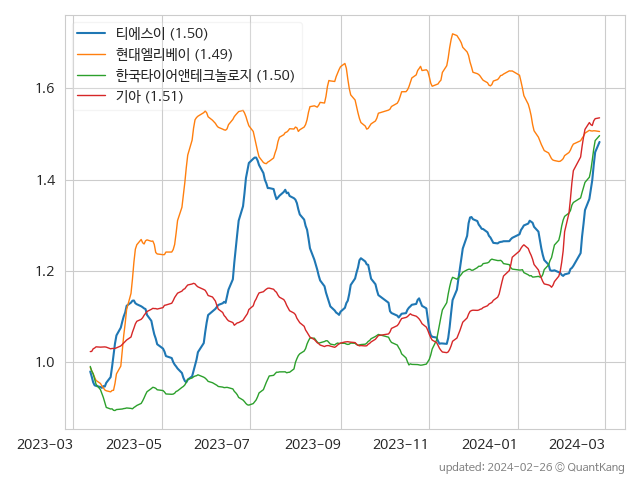 티에스이 (1.50)
현대엘리베이 (1.49)
한국타이어앤테크놀로지 (1.50)
기아 (1.51)
1.6
1.4
1.2
1.0
2023-03 2023-05 2023-07 2023-09 2023-11 2024-01 2024-03
updated: 2024-02-26 © QuantKang